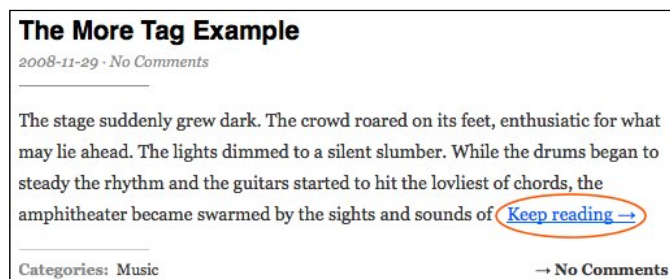 The More Tag Example
2008-11-29 · No Comments
The stage suddenly grew dark. The crowd roared on its feet, enthusiatic for what
may lie ahead. The lights dimmed to a silent slumber. While the drums began to
steady the rhythm and the guitars started to hit the lovliest of chords, the
amphitheater became swarmed by the sights and sounds of Keep reading →
Categories: Music → No Comments